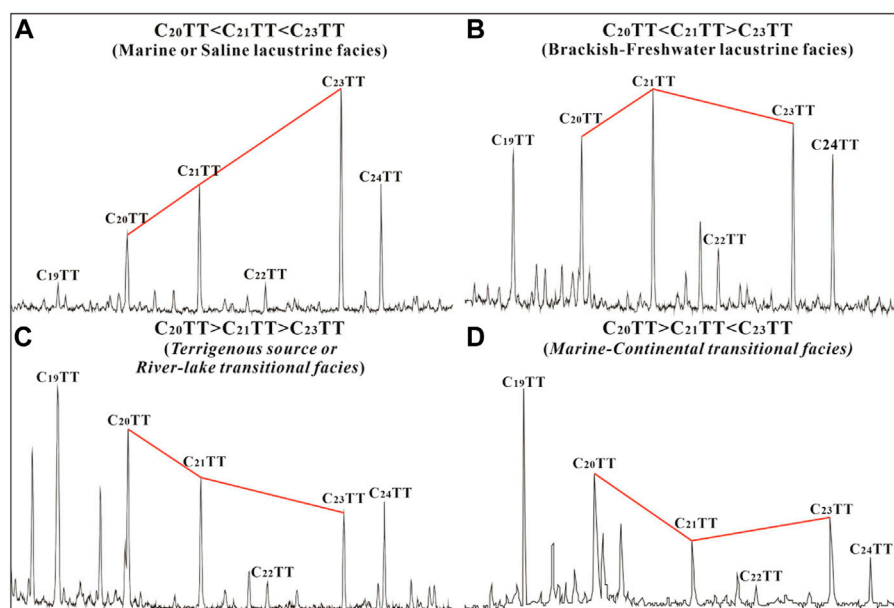 A
C₂₀TT<C₂₁TT<C₂₃TT
(Marine or Saline lacustrine facies)
C₂₃TT
C₂₁TT
C₂₄TT
C₂₀TT
C₁₉TT
C₂₂TT
B
C₂₀TT<C₂₁TT>C₂₃TT
(Brackish-Freshwater lacustrine facies)
C₂₁TT
C₂₃TT
C₂₀TT
C₁₉TT
C24TT
C₂₂TT
C
C₂₀TT>C₂₁TT>C₂₃TT
(Terrigenous source or
River-lake transitional facies)
C₁₉TT
C₂₀TT
C₂₁TT
C₂₃TT
C₂₄TT
C₂₂TT
D
C₂₀TT>C₂₁TT<C₂₃TT
(Marine-Continental transitional facies)
C₁₉TT
C₂₀TT
C₂₃TT
C₂₁TT
C₂₄TT
C₂₂TT